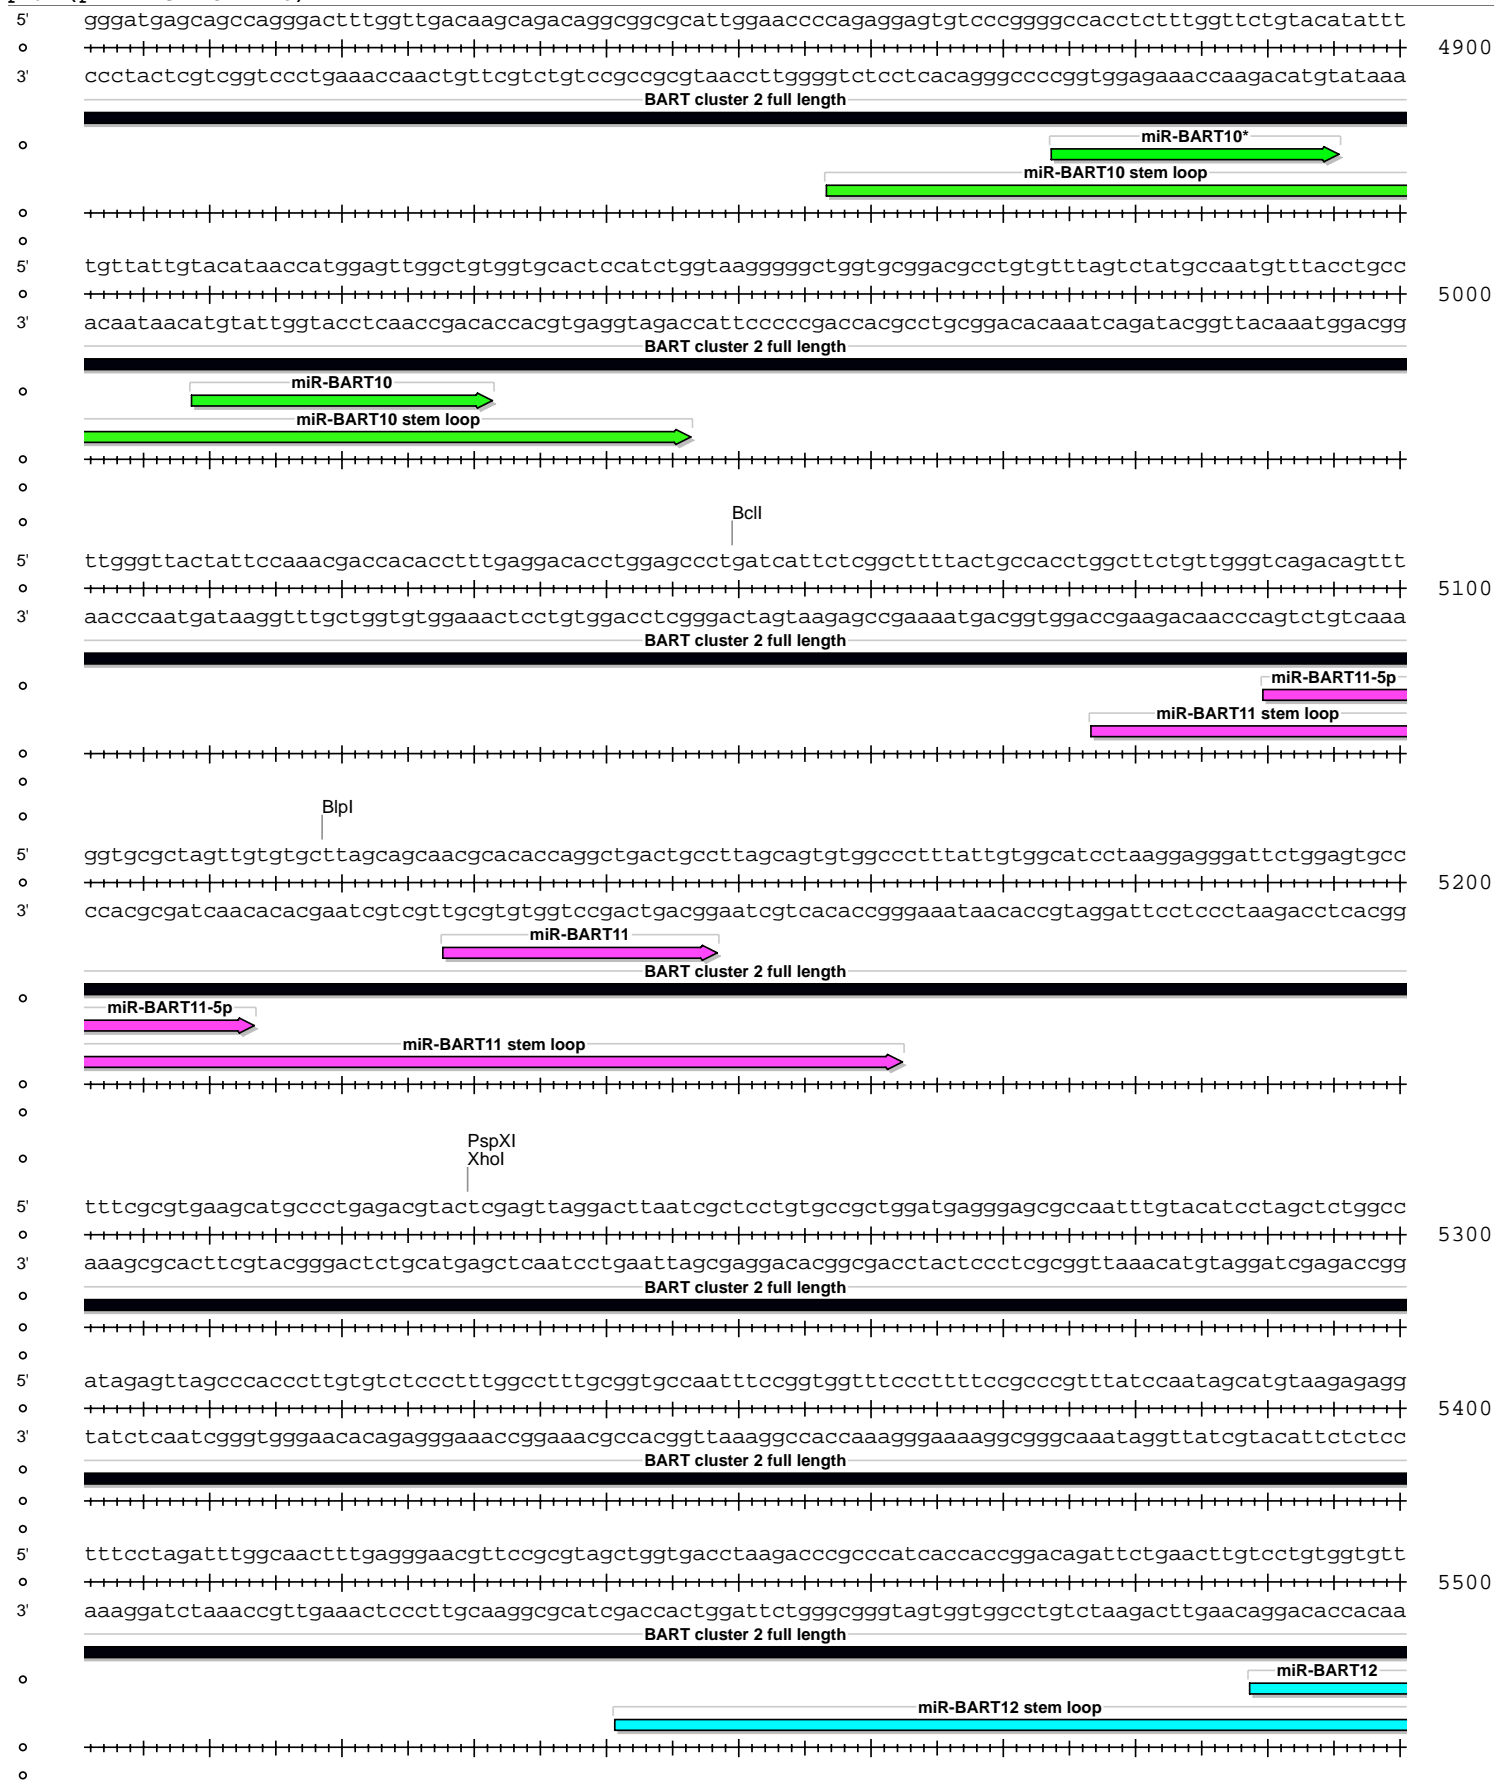 5' gggatgagcagccagggactttggttgacaagcagacaggcggcgcattggaaccccagaggagtgtcccggggccacctctttggttctgtacatattt
4900
3' ccctactcgtcggtccctgaaaccaactgttcgtctgtccgccgcgtaaccttggggtctcctcacagggccccggtggagaaaccaagacatgtataaa
BART cluster 2 full length
miR-BART10*
miR-BART10 stem loop
5' tgttattgtacataaccatggagttggctgtggtgcactccatctggtaagggggctggtgcggacgcctgtgtttagtctatgccaatgtttacctgcc
5000
3' acaataacatgtattggtacctcaaccgacaccacgtgaggtagaccattcccccgaccacgcctgcggacacaaatcagatacggttacaaatggacgg
BART cluster 2 full length
miR-BART10
miR-BART10 stem loop
BclI
5' ttgggttactattccaaacgaccacacctttgaggacacctggagccctgatcattctcggcttttactgccacctggcttctgttgggtcagacagttt
5100
3' aacccaatgataaggtttgctggtgtggaaactcctgtggacctcgggactagtaagagccgaaaatgacggtggaccgaagacaacccagtctgtcaaa
BART cluster 2 full length
miR-BART11-5p
miR-BART11 stem loop
BlpI
5' ggtgcgctagttgtgtgcttagcagcaacgcacaccaggctgactgccttagcagtgtggccctttattgtggcatcctaaggagggattctggagtgcc
5200
3' ccacgcgatcaacacacgaatcgtcgttgcgtgtggtccgactgacggaatcgtcacaccgggaaataacaccgtaggattcctccctaagacctcacgg
miR-BART11
BART cluster 2 full length
miR-BART11-5p
miR-BART11 stem loop
PspXI
XhoI
5' tttcgcgtgaagcatgccctgagacgtactcgagttaggacttaatcgctcctgtgccgctggatgagggagcgccaatttgtacatcctagctctggcc
5300
3' aaagcgcacttcgtacgggactctgcatgagctcaatcctgaattagcgaggacacggcgacctactccctcgcggttaaacatgtaggatcgagaccgg
BART cluster 2 full length
5' atagagttagcccacccttgtgtctccctttggcctttgcggtgccaatttccggtggtttcccttttccgcccgtttatccaatagcatgtaagagagg
5400
3' tatctcaatcgggtgggaacacagagggaaaccggaaacgccacggttaaaggccaccaaagggaaaaggcgggcaaataggttatcgtacattctctcc
BART cluster 2 full length
5' tttcctagatttggcaactttgagggaacgttccgcgtagctggtgacctaagacccgcccatcaccaccggacagattctgaacttgtcctgtggtgtt
5500
3' aaaggatctaaaccgttgaaactcccttgcaaggcgcatcgaccactggattctgggcgggtagtggtggcctgtctaagacttgaacaggacaccacaa
BART cluster 2 full length
miR-BART12
miR-BART12 stem loop